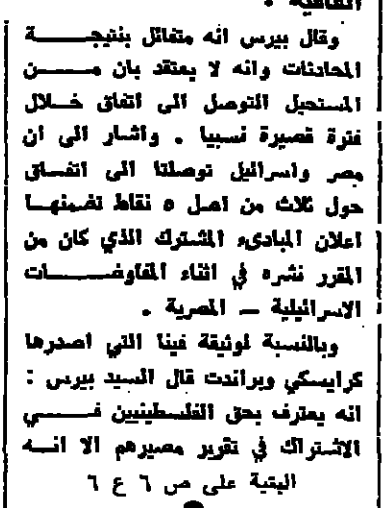 اتفاقية .
وقال بيرس انه متفائل بنتيجة
المحادثات وانه لا يعتقد بان من
المستحيل التوصل الى اتفاق خلال
فترة قصيرة نسبيا . واشار الى ان
مصر واسرائيل توصلتا الى اتفاق
حول ثلاث من اصل ٥ نقاط تضمنها
اعلان المبادىء المشترك الذي كان من
المقرر نشره في اثناء المفاوضات
الاسرائيلية — المصرية .
وبالنسبة لوثيقة فينا التي اصدرها
كرايسكي وبراندت قال السيد بيرس :
انه يعترف بحق الفلسطينيين في
الاشتراك في تقرير مصيرهم الا انه
البقية على ص ٦ ع ٦